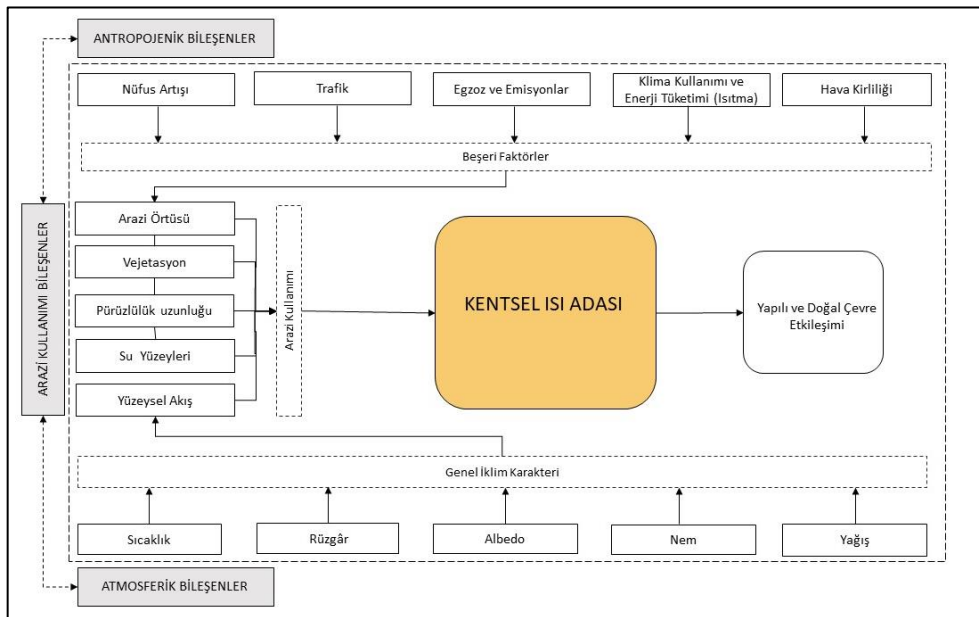 ANTROPOJENİK BİLEŞENLER
Nüfus Artışı
Trafik
Egzoz ve Emisyonlar
Klima Kullanımı ve
Enerji Tüketimi (Isıtma)
Hava Kirliliği
Beşeri Faktörler
ARAZİ KULLANIMI BİLEŞENLER
Arazi Örtüsü
Vejetasyon
Pürüzlülük uzunluğu
Su Yüzeyleri
Yüzeysel Akış
Arazi Kullanımı
KENTSEL ISI ADASI
Yapılı ve Doğal Çevre
Etkileşimi
Genel İklim Karakteri
Sıcaklık
Rüzgâr
Albedo
Nem
Yağış
ATMOSFERİK BİLEŞENLER